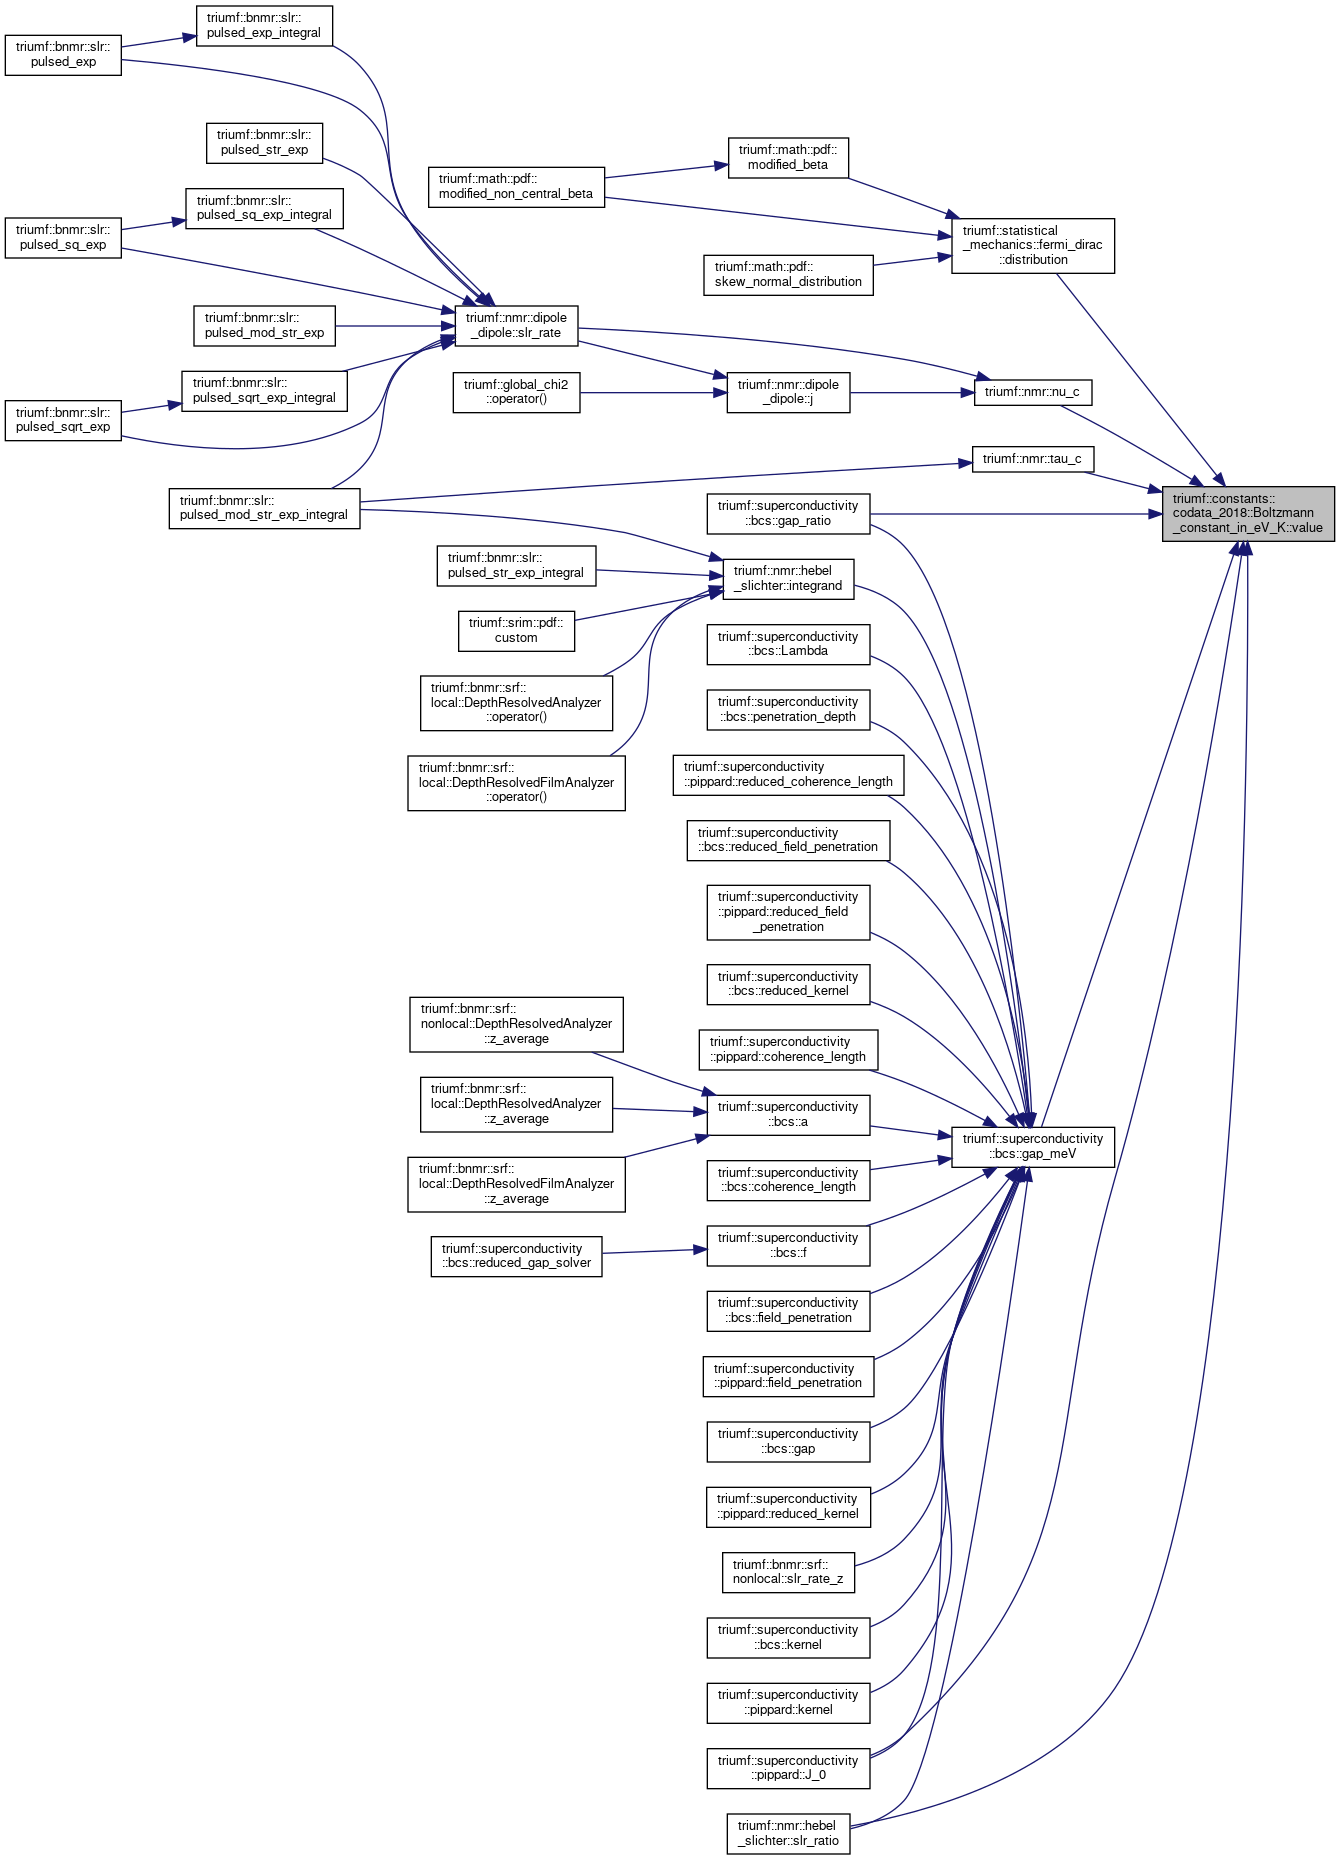 triumf::bnmr::slr::
pulsed_exp_integral
triumf::bnmr::slr::
pulsed_exp
triumf::bnmr::slr::
pulsed_str_exp
triumf::bnmr::slr::
pulsed_sq_exp_integral
triumf::bnmr::slr::
pulsed_sq_exp
triumf::bnmr::slr::
pulsed_mod_str_exp
triumf::bnmr::slr::
pulsed_sqrt_exp_integral
triumf::bnmr::slr::
pulsed_sqrt_exp
triumf::bnmr::slr::
pulsed_mod_str_exp_integral
triumf::math::pdf::
modified_non_central_beta
triumf::math::pdf::
modified_beta
triumf::math::pdf::
skew_normal_distribution
triumf::statistical
_mechanics::fermi_dirac
::distribution
triumf::nmr::dipole
_dipole::slr_rate
triumf::global_chi2
::operator()
triumf::nmr::dipole
_dipole::j
triumf::nmr::nu_c
triumf::nmr::tau_c
triumf::constants::
codata_2018::Boltzmann
_constant_in_eV_K::value
triumf::superconductivity
::bcs::gap_ratio
triumf::bnmr::slr::
pulsed_str_exp_integral
triumf::nmr::hebel
_slichter::integrand
triumf::srim::pdf::
custom
triumf::superconductivity
::bcs::Lambda
triumf::bnmr::srf::
local::DepthResolvedAnalyzer
::operator()
triumf::superconductivity
::bcs::penetration_depth
triumf::bnmr::srf::
local::DepthResolvedFilmAnalyzer
::operator()
triumf::superconductivity
::pippard::reduced_coherence_length
triumf::superconductivity
::bcs::reduced_field_penetration
triumf::superconductivity
::pippard::reduced_field
_penetration
triumf::superconductivity
::bcs::reduced_kernel
triumf::bnmr::srf::
nonlocal::DepthResolvedAnalyzer
::z_average
triumf::superconductivity
::pippard::coherence_length
triumf::bnmr::srf::
local::DepthResolvedAnalyzer
::z_average
triumf::superconductivity
::bcs::a
triumf::superconductivity
::bcs::gap_meV
triumf::bnmr::srf::
local::DepthResolvedFilmAnalyzer
::z_average
triumf::superconductivity
::bcs::coherence_length
triumf::superconductivity
::bcs::reduced_gap_solver
triumf::superconductivity
::bcs::f
triumf::superconductivity
::bcs::field_penetration
triumf::superconductivity
::pippard::field_penetration
triumf::superconductivity
::bcs::gap
triumf::superconductivity
::pippard::reduced_kernel
triumf::bnmr::srf::
nonlocal::slr_rate_z
triumf::superconductivity
::bcs::kernel
triumf::superconductivity
::pippard::kernel
triumf::superconductivity
::pippard::J_0
triumf::nmr::hebel
_slichter::slr_ratio